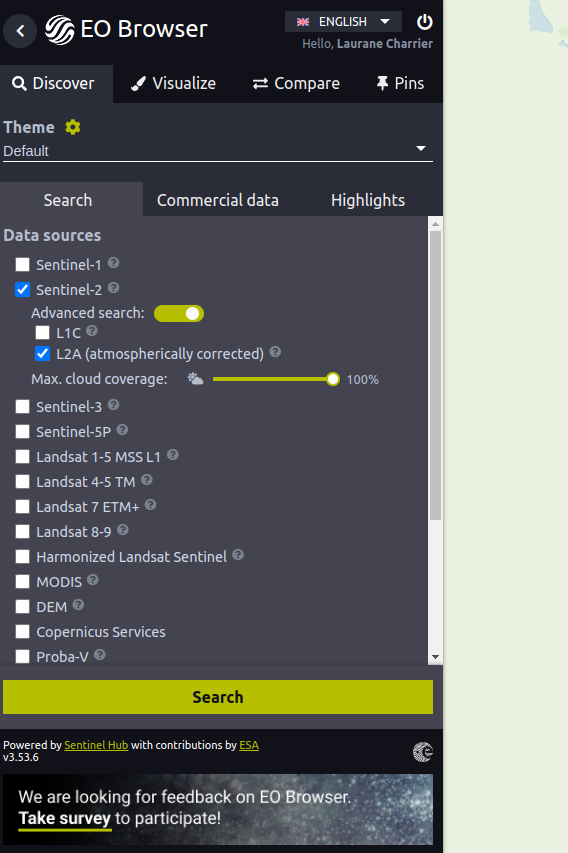 EO Browser
ENGLISH
Hello, Laurane Charrier
Discover
Visualize
Compare
Pins
Theme
Default
Search
Commercial data
Highlights
Data sources
Sentinel-1
Sentinel-2
Advanced search:
L1C
L2A (atmospherically corrected)
Max. cloud coverage:
100%
Sentinel-3
Sentinel-5P
Landsat 1-5 MSS L1
Landsat 4-5 TM
Landsat 7 ETM+
Landsat 8-9
Harmonized Landsat Sentinel
MODIS
DEM
Copernicus Services
Proba-V
Search
Powered by Sentinel Hub with contributions by ESA
v3.53.6
We are looking for feedback on EO Browser.
Take survey to participate!